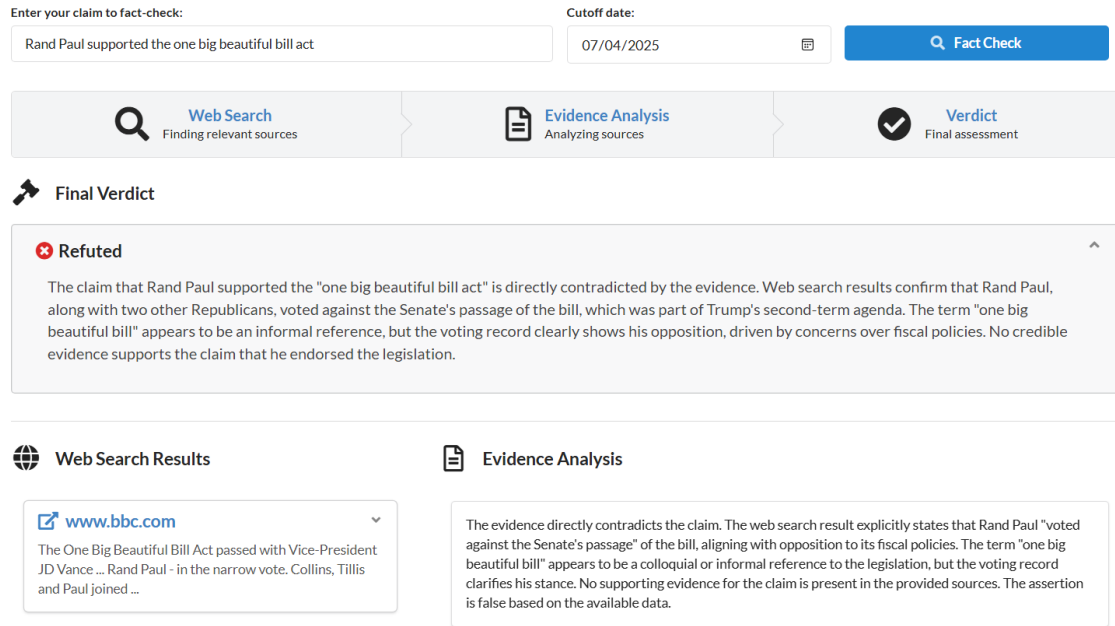 Enter your claim to fact-check:
Cutoff date:
Rand Paul supported the one big beautiful bill act
07/04/2025
Fact Check
Web Search
Finding relevant sources
Evidence Analysis
Analyzing sources
Verdict
Final assessment
Final Verdict
Refuted
The claim that Rand Paul supported the "one big beautiful bill act" is directly contradicted by the evidence. Web search results confirm that Rand Paul,
along with two other Republicans, voted against the Senate's passage of the bill, which was part of Trump's second-term agenda. The term "one big
beautiful bill" appears to be an informal reference, but the voting record clearly shows his opposition, driven by concerns over fiscal policies. No credible
evidence supports the claim that he endorsed the legislation.
Web Search Results
www.bbc.com
The One Big Beautiful Bill Act passed with Vice-President
JD Vance ... Rand Paul - in the narrow vote. Collins, Tillis
and Paul joined ...
Evidence Analysis
The evidence directly contradicts the claim. The web search result explicitly states that Rand Paul "voted
against the Senate's passage" of the bill, aligning with opposition to its fiscal policies. The term "one big
beautiful bill" appears to be a colloquial or informal reference to the legislation, but the voting record
clarifies his stance. No supporting evidence for the claim is present in the provided sources. The assertion
is false based on the available data.